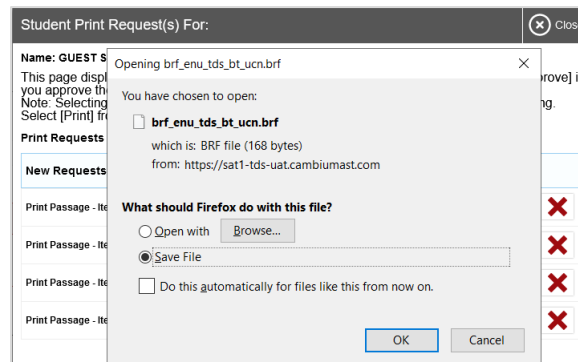 Student Print Request(s) For:
Clos
Name: GUEST S
This page displ
rove] i
you approve th
Note: Selecting
ng.
Select [Print] fr
Print Requests
New Requests
Print Passage - Ite
Print Passage - Ite
Print Passage - Ite
Print Passage - Ite
Opening brf_enu_tds_bt_ucn.brf
You have chosen to open:
brf_enu_tds_bt_ucn.brf
which is: BRF file (168 bytes)
from: https://sat1-tds-uat.cambiumast.com
What should Firefox do with this file?
Open with
Browse...
Save File
Do this automatically for files like this from now on.
OK
Cancel